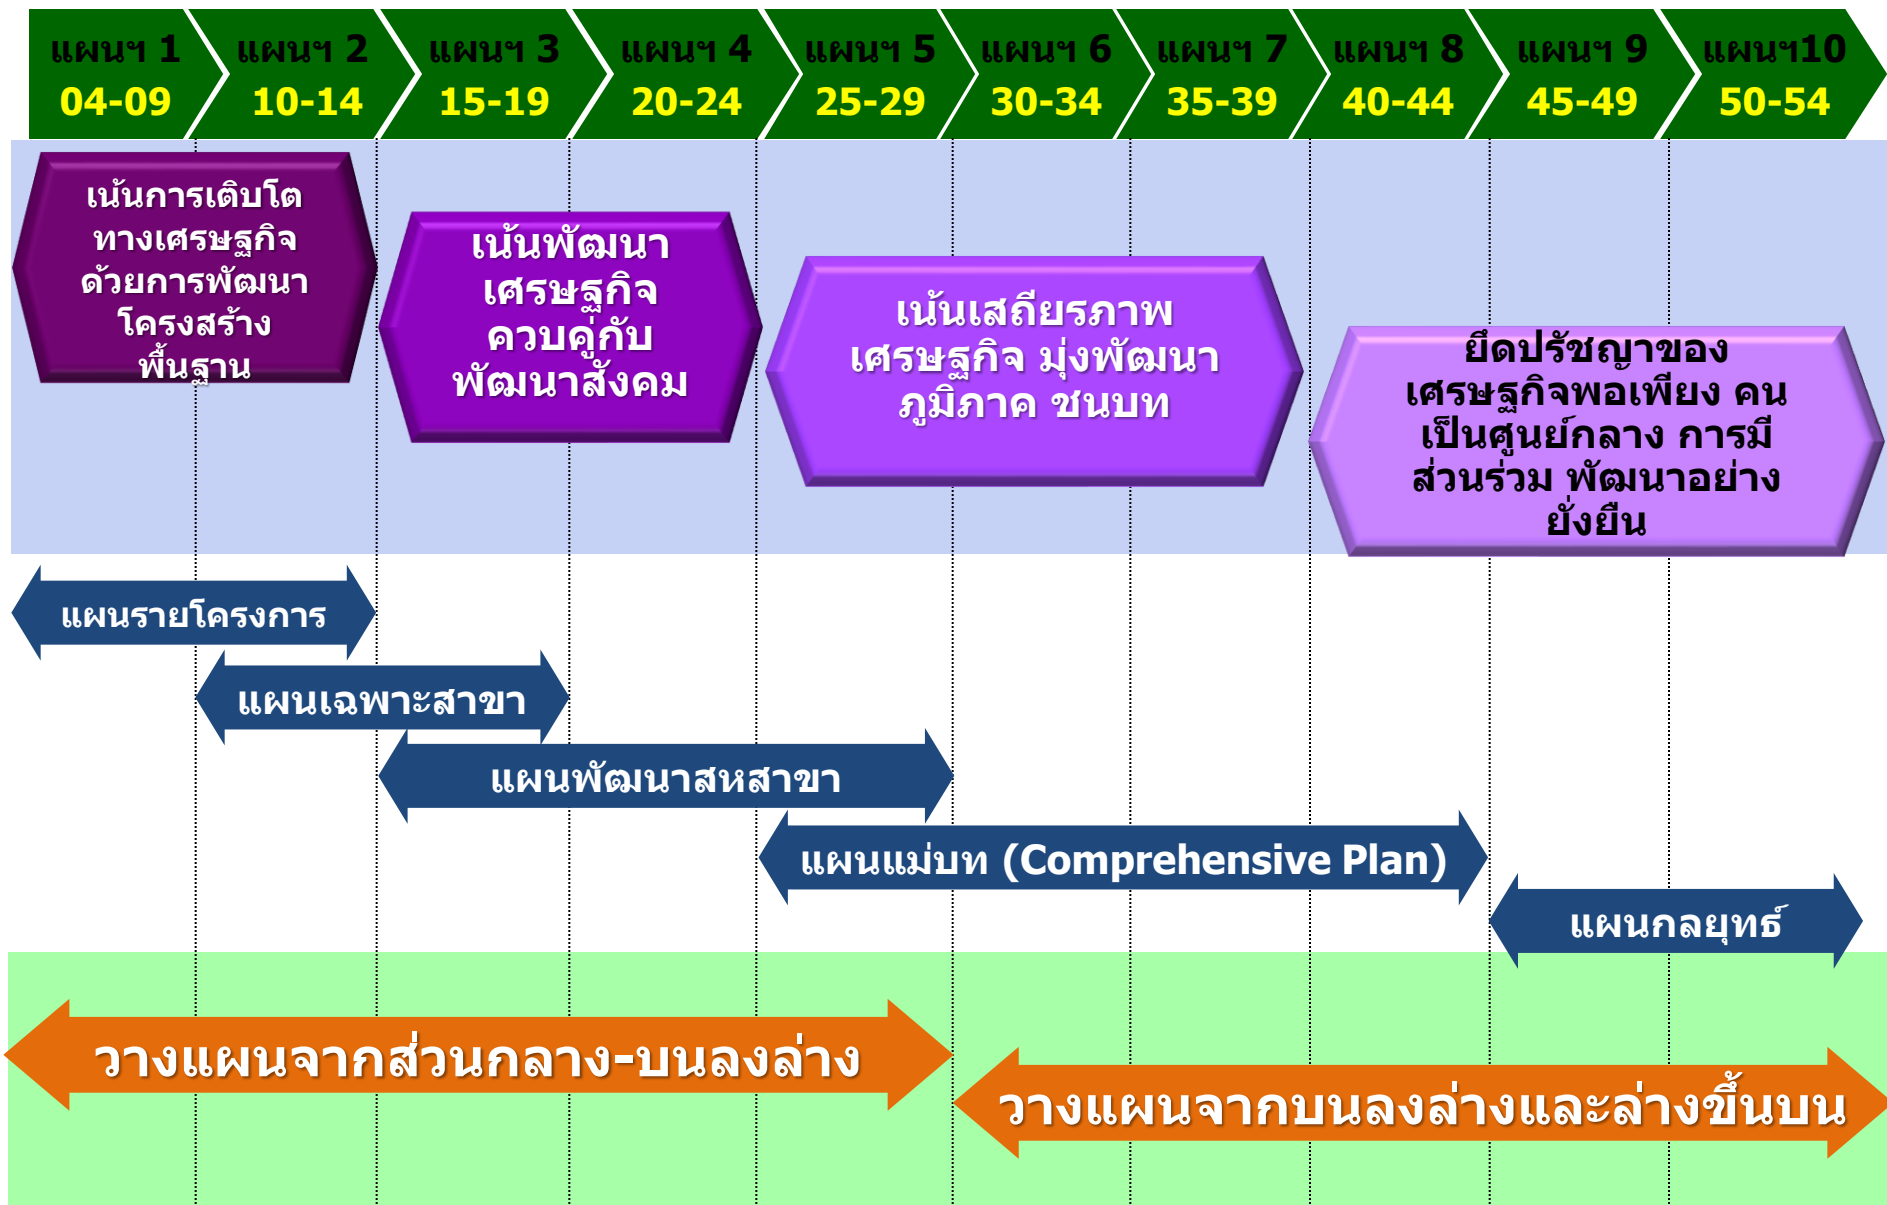 แผนฯ 1
04-09
แผนฯ 2
10-14
แผนฯ 3
15-19
แผนฯ 4
20-24
แผนฯ 5
25-29
แผนฯ 6
30-34
แผนฯ 7
35-39
แผนฯ 8
40-44
แผนฯ 9
45-49
แผนฯ10
50-54
เน้นการเติบโต
ทางเศรษฐกิจ
ด้วยการพัฒนา
โครงสร้าง
พื้นฐาน
เน้นพัฒนา
เศรษฐกิจ
ควบคู่กับ
พัฒนาสังคม
เน้นเสถียรภาพ
เศรษฐกิจ มุ่งพัฒนา
ภูมิภาค ชนบท
ยึดปรัชญาของ
เศรษฐกิจพอเพียง คน
เป็นศูนย์กลาง การมี
ส่วนร่วม พัฒนาอย่าง
ยั่งยืน
แผนรายโครงการ
แผนเฉพาะสาขา
แผนพัฒนาสหสาขา
แผนแม่บท (Comprehensive Plan)
แผนกลยุทธ์
วางแผนจากส่วนกลาง-บนลงล่าง
วางแผนจากบนลงล่างและล่างขึ้นบน